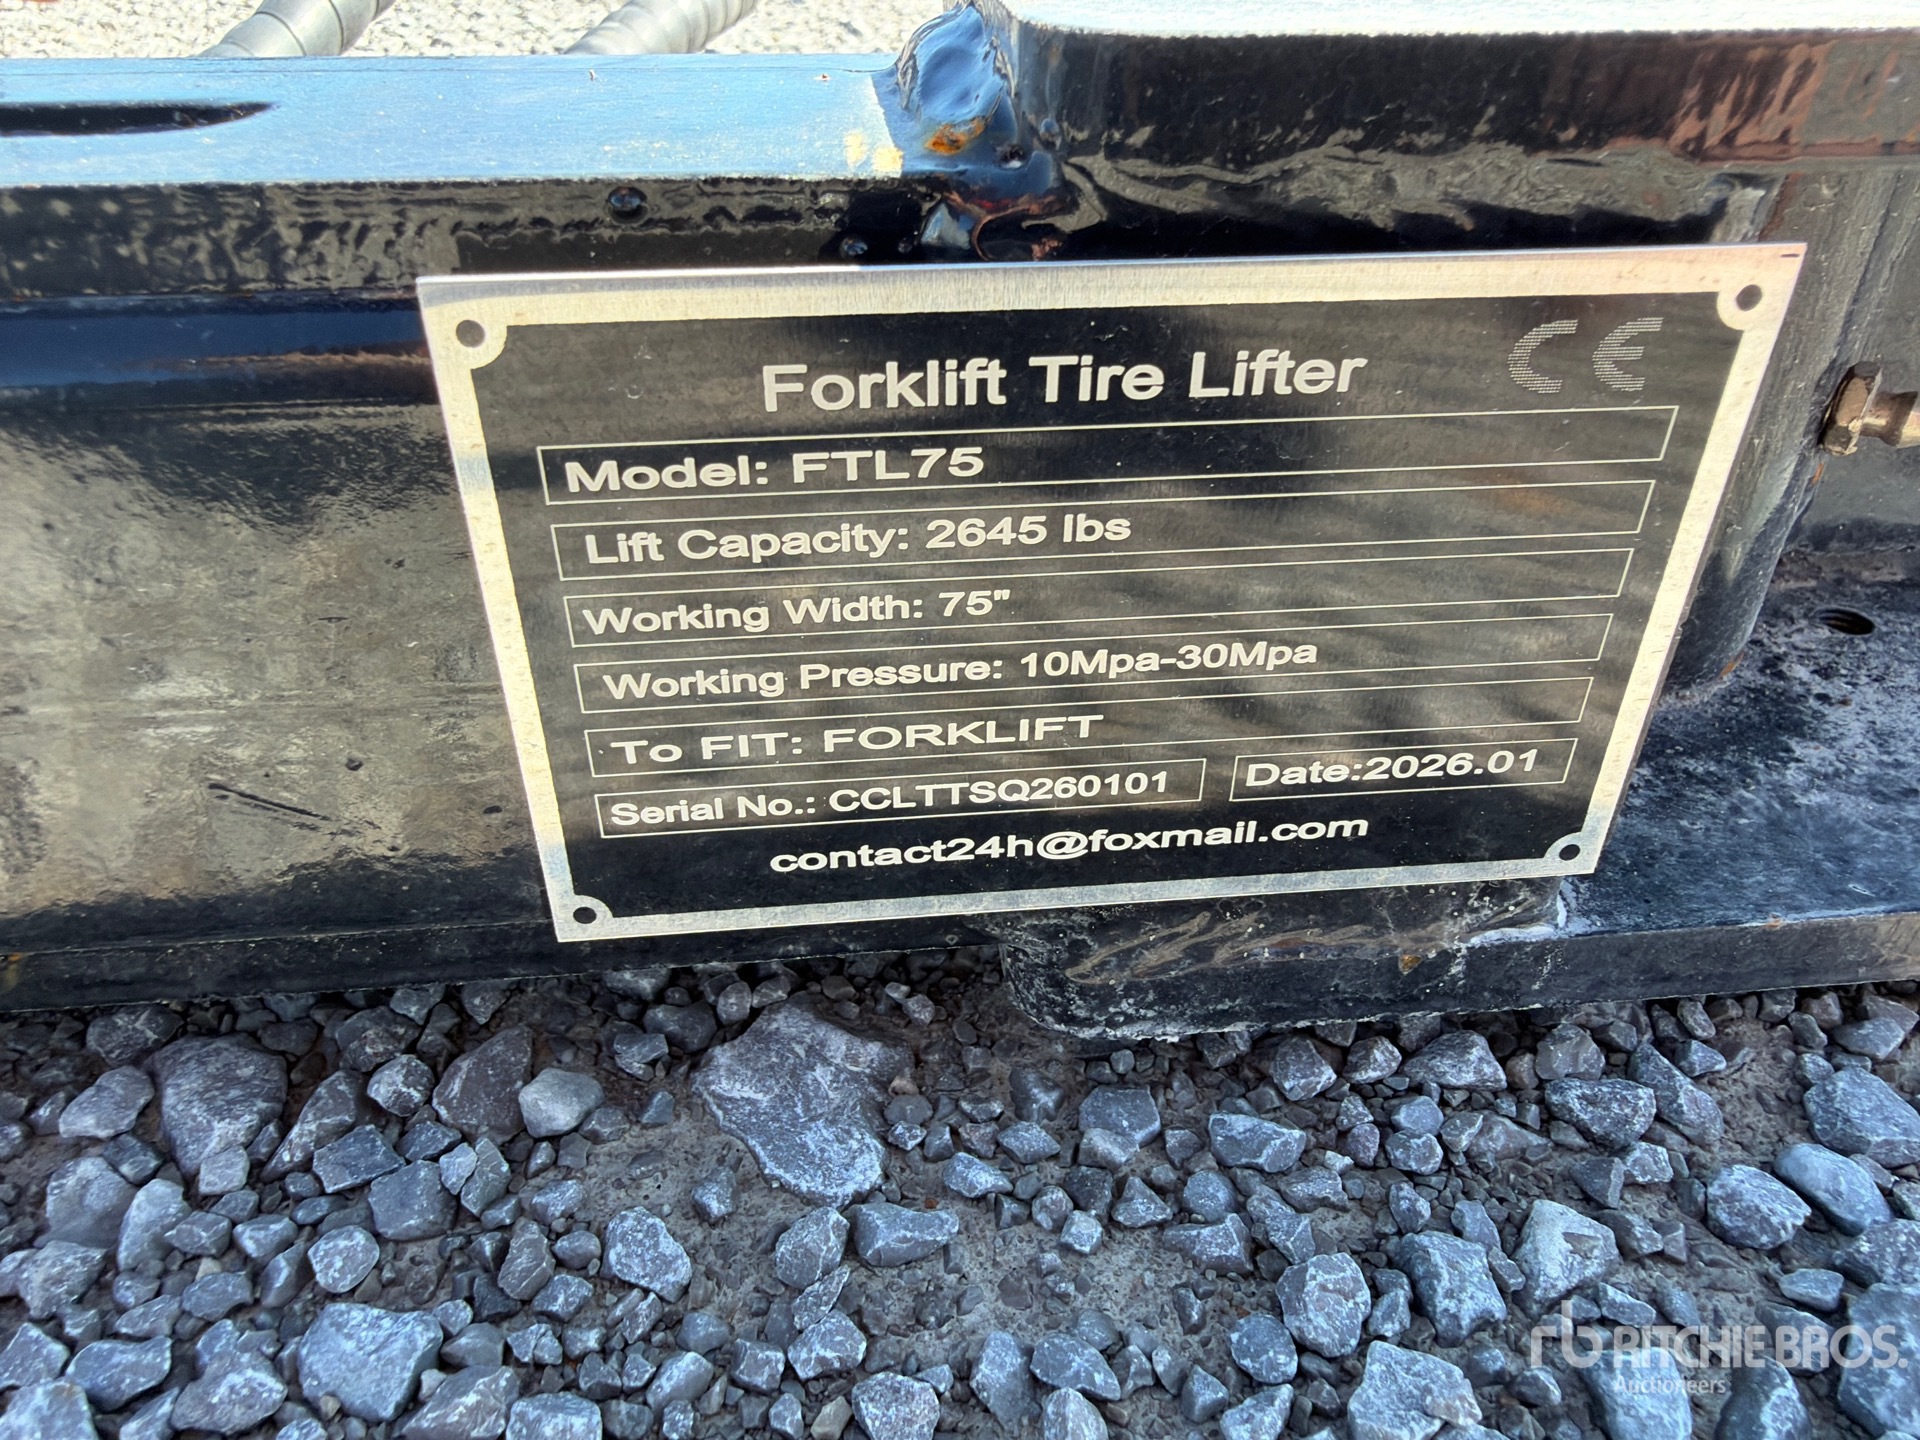 CE
Forklift Tire Lifter
Model: FTL75
Lift Capacity: 2645 lbs
Working Width: 75"
Working Pressure: 10Mpa-30Mpa
To FIT: FORKLIFT
Serial No.: CCLTTSQ260101 Date:2026.01
contact24h@foxmail.com
rb RITCHIE BROS.
Auctioneers